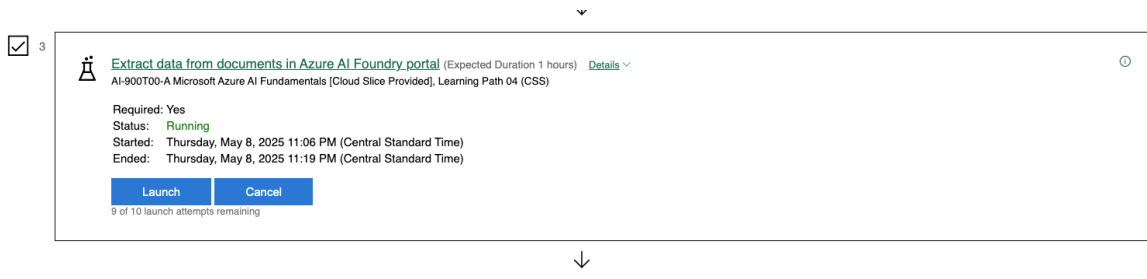 3
Extract data from documents in Azure AI Foundry portal (Expected Duration 1 hours) Details
AI-900T00-A Microsoft Azure AI Fundamentals [Cloud Slice Provided], Learning Path 04 (CSS)
Required: Yes
Status: Running
Started: Thursday, May 8, 2025 11:06 PM (Central Standard Time)
Ended: Thursday, May 8, 2025 11:19 PM (Central Standard Time)
Launch Cancel
9 of 10 launch attempts remaining